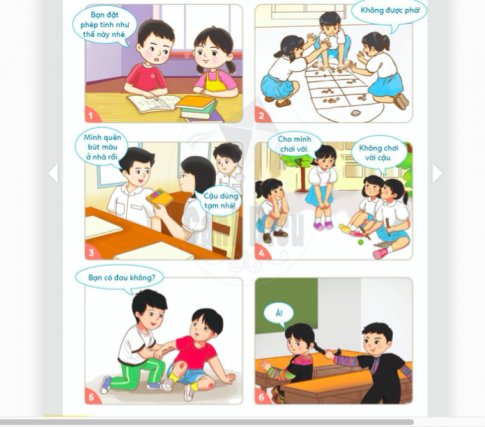 Bạn đặt
phép tính như
thế này nhé.
1
Không được phá!
2
Mình quên
bút màu
ở nhà rồi.
Cậu dùng
tạm nhé!
3
Cho mình
chơi với.
Không chơi
với cậu.
4
Bạn có đau không?
5
Á!
6